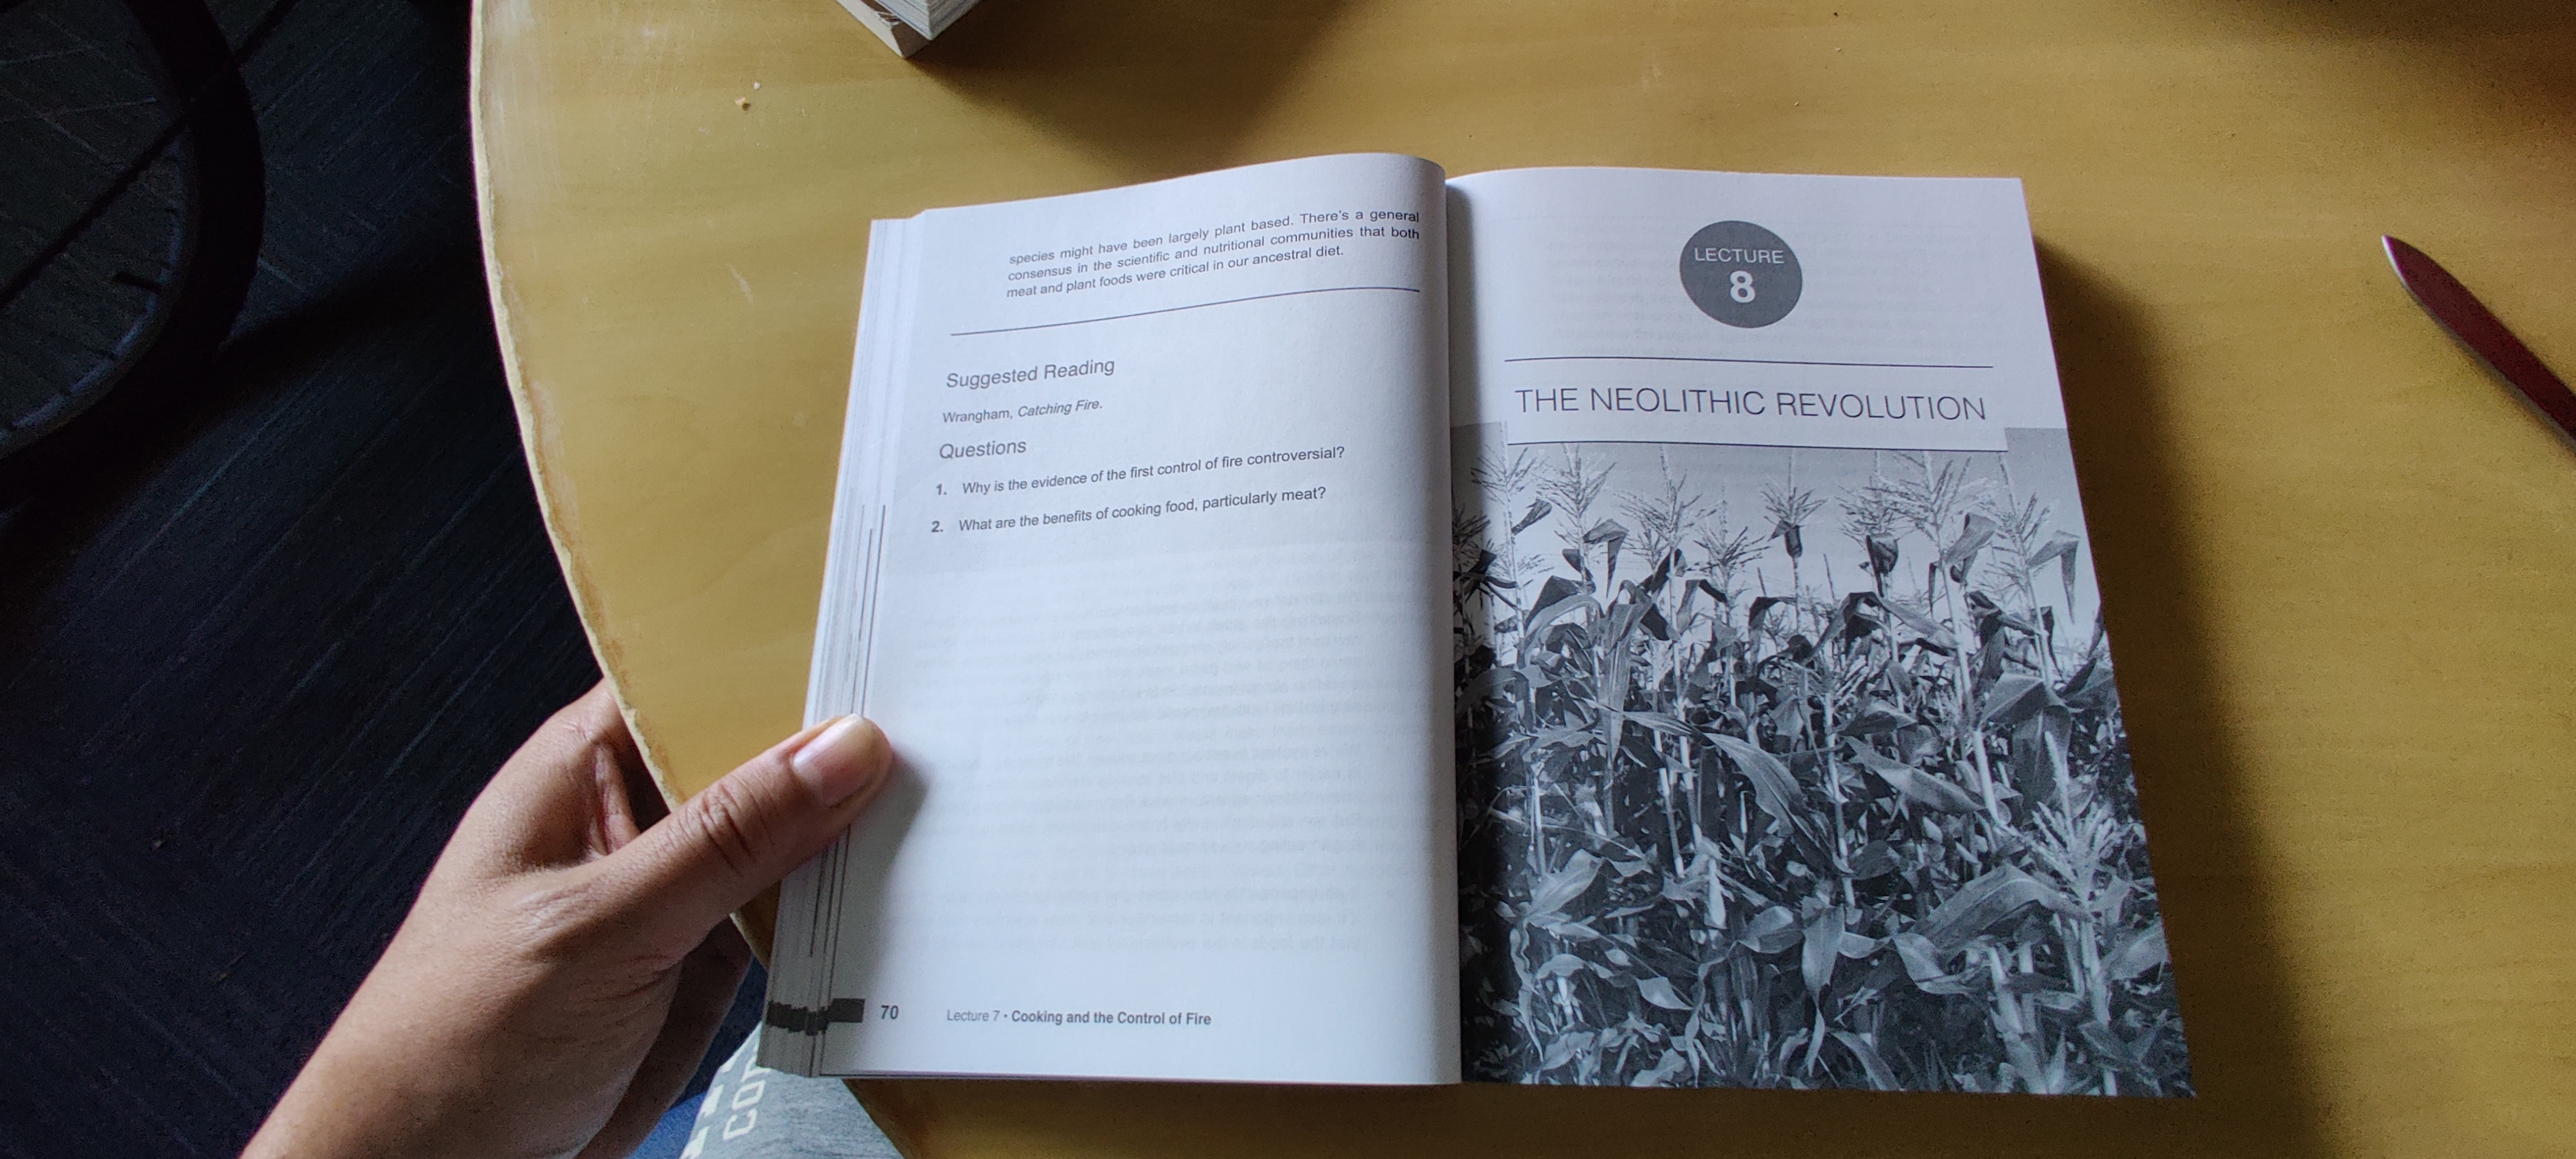 species might have been largely plant based. There's a general
consensus in the scientific and nutritional communities that both
meat and plant foods were critical in our ancestral diet.
Suggested Reading
Wrangham, Catching Fire.
Questions
1. Why is the evidence of the first control of fire controversial?
2. What are the benefits of cooking food, particularly meat?
70 Lecture 7 • Cooking and the Control of Fire
LECTURE
8
THE NEOLITHIC REVOLUTION